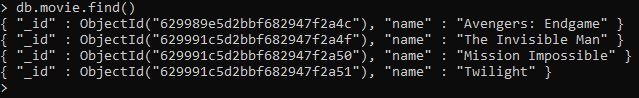 > db.movie.find()
{ "_id" : ObjectId("629989e5d2bbf682947f2a4c"), "name" : "Avengers: Endgame" }
{ "_id" : ObjectId("629991c5d2bbf682947f2a4f"), "name" : "The Invisible Man" }
{ "_id" : ObjectId("629991c5d2bbf682947f2a50"), "name" : "Mission Impossible" }
{ "_id" : ObjectId("629991c5d2bbf682947f2a51"), "name" : "Twilight" }
>